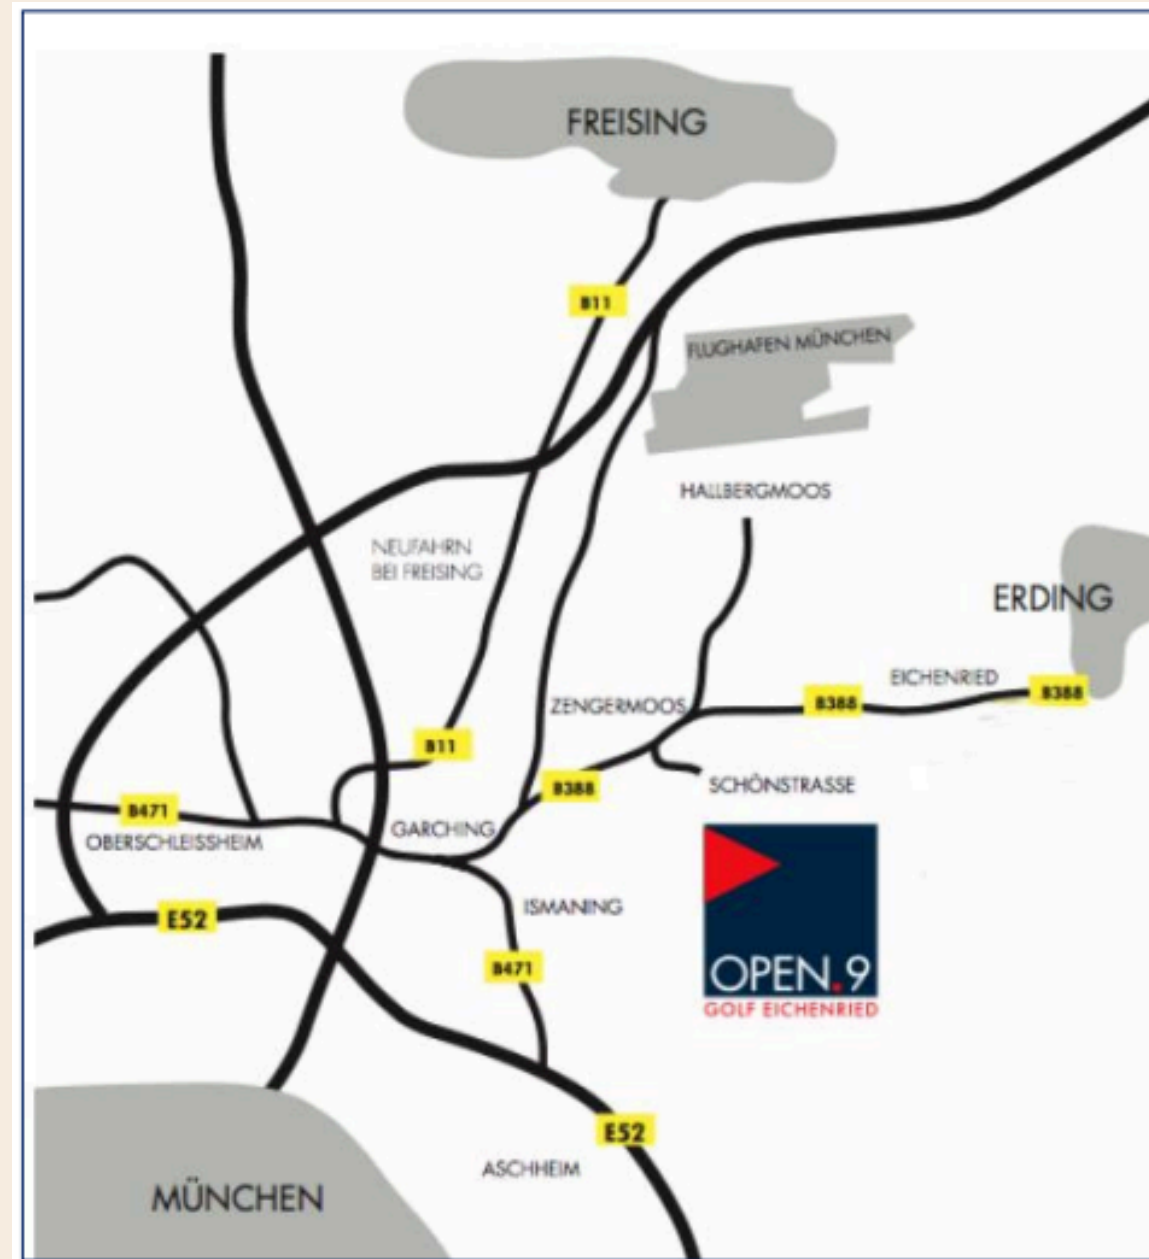 FREISING
B11
FLUGHAFEN MÜNCHEN
HALLBERGMOOS
NEUFAHRN
BEI FREISING
ERDING
EICHENRIED
B388
B388
ZENGERMOOS
B11
B388
SCHÖNSTRASSE
B471
GARCHING
OBERSCHLEISSHEIM
E52
ISMANING
B471
OPEN.9
GOLF EICHENRIED
E52
ASCHHEIM
MÜNCHEN